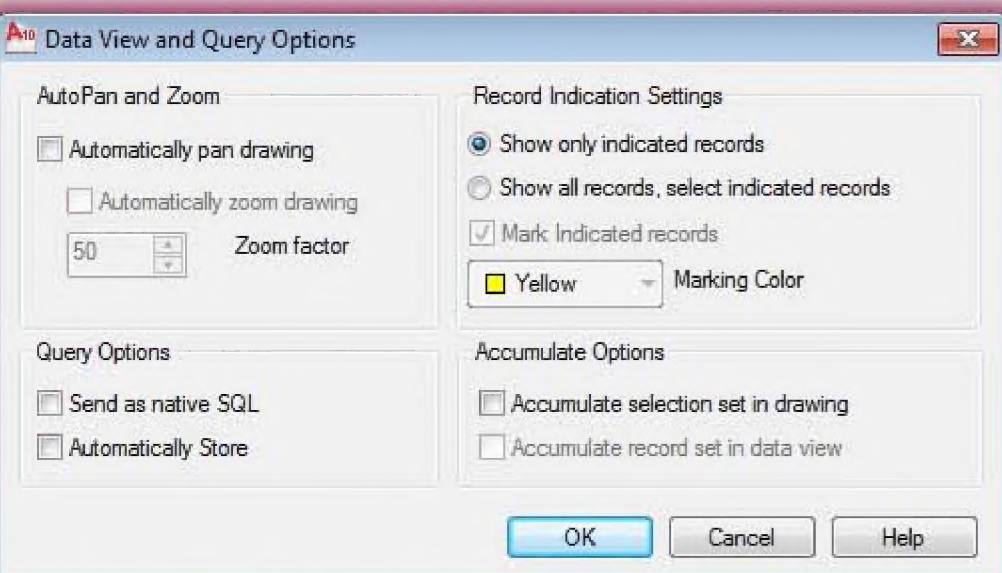 A10 Data View and Query Options
AutoPan and Zoom
Automatically pan drawing
Automatically zoom drawing
50 Zoom factor
Record Indication Settings
Show only indicated records
Show all records, select indicated records
Mark Indicated records
Yellow Marking Color
Query Options
Send as native SQL
Automatically Store
Accumulate Options
Accumulate selection set in drawing
Accumulate record set in data view
OK Cancel Help